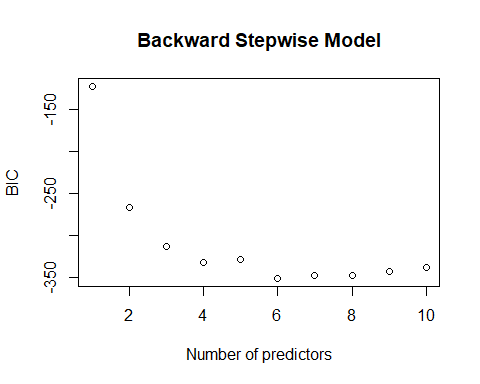 Backward Stepwise Model
BIC
-150
-250
-350
2 4 6 8 10
Number of predictors